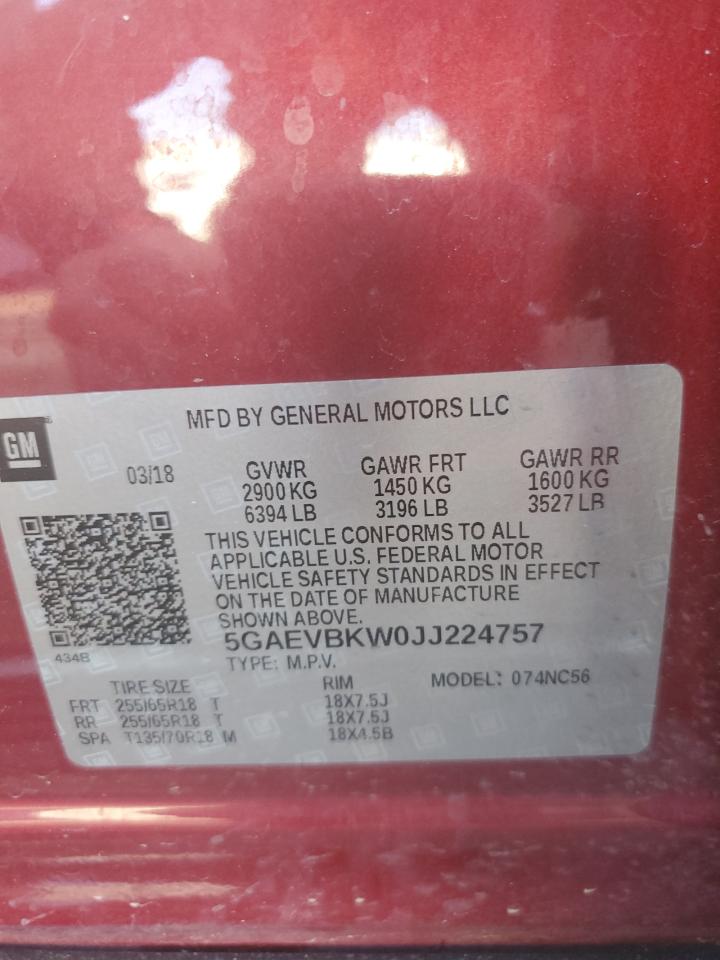 MFD BY GENERAL MOTORS LLC
GM
03/18
GVWR GAWR FRT GAWR RR
2900 KG 1450 KG 1600 KG
6394 LB 3196 LB 3527 LB
THIS VEHICLE CONFORMS TO ALL
APPLICABLE U.S. FEDERAL MOTOR
VEHICLE SAFETY STANDARDS IN EFFECT
ON THE DATE OF MANUFACTURE
SHOWN ABOVE.
5GAEVBKW0JJ224757
434B
TYPE: M.P.V.
TIRE SIZE RIM MODEL: 074NC56
FRT 255/65R18 T 18X7.5J
RR 255/65R18 T 18X7.5J
SPA T135/70R18 M 18X4.5B